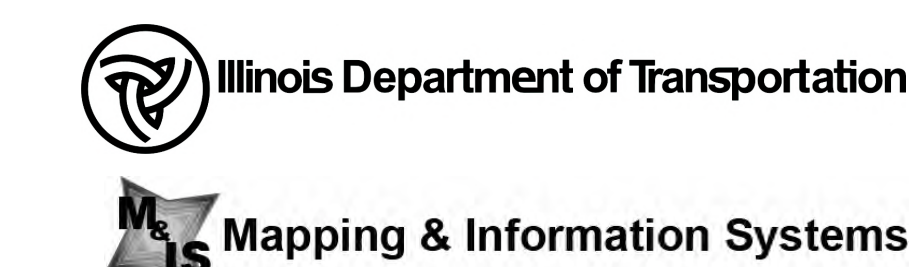 Illinois Department of Transportation
M&IS Mapping & Information Systems